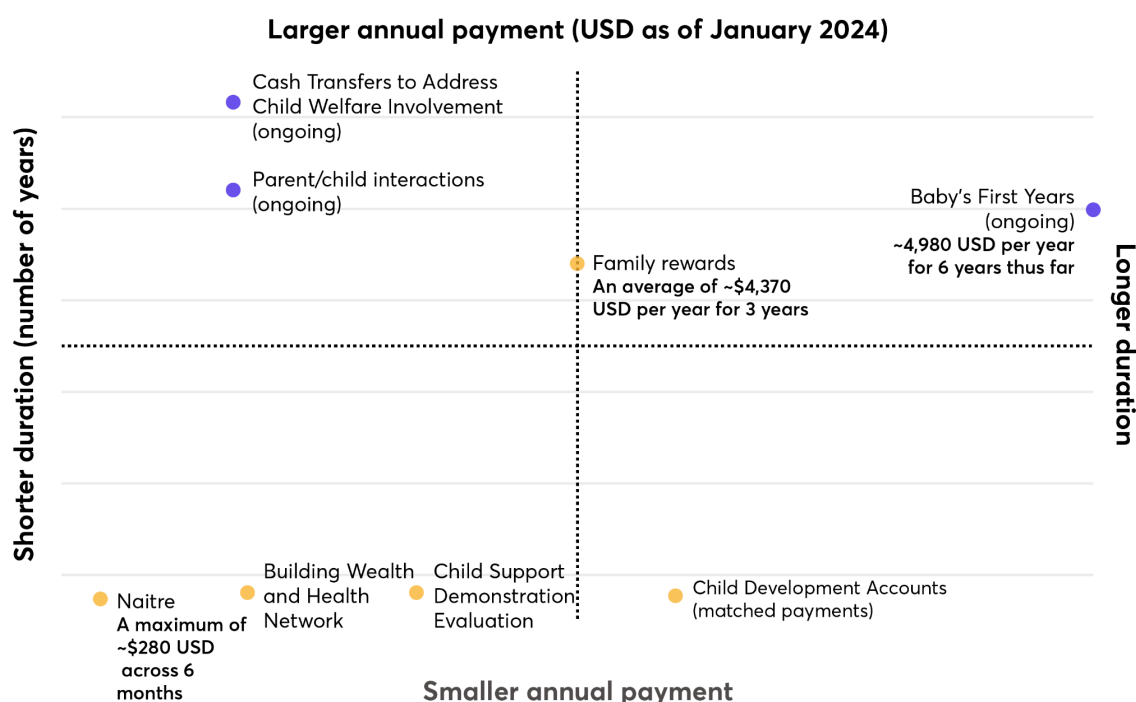 Larger annual payment (USD as of January 2024)
Shorter duration (number of years)
Cash Transfers to Address
Child Welfare Involvement
(ongoing)
Parent/child interactions
(ongoing)
Baby's First Years
(ongoing)
~4,980 USD per year
for 6 years thus far
Family rewards
An average of ~$4,370
USD per year for 3 years
Longer duration
Naitre
A maximum of
~$280 USD
across 6
months
Building Wealth
and Health
Network
Child Support
Demonstration
Evaluation
Child Development Accounts
(matched payments)
Smaller annual payment